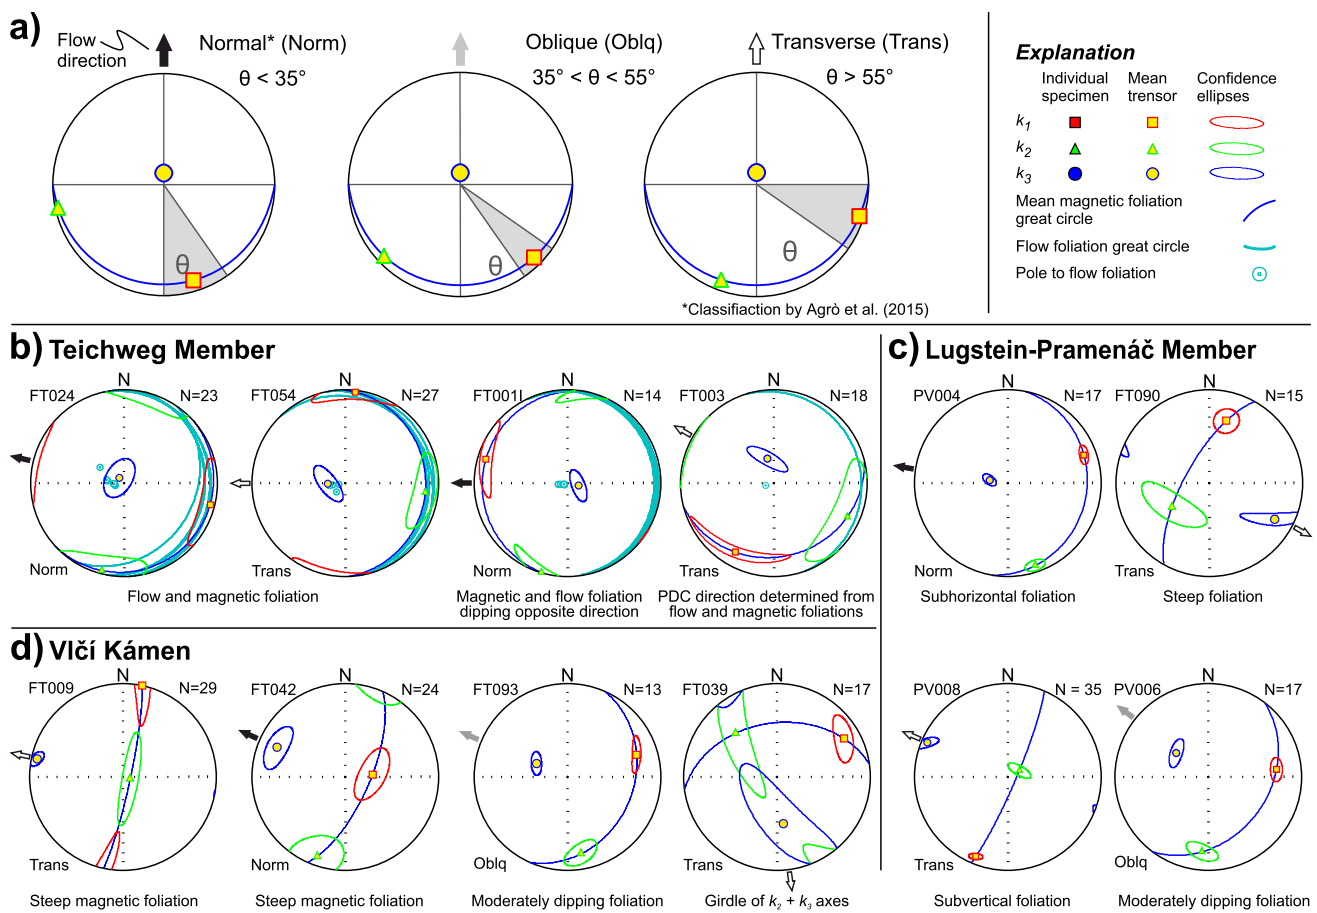 a)
Flow
direction
Normal* (Norm)
θ < 35°
Oblique (Oblq)
35° < θ < 55°
Transverse (Trans)
θ > 55°
θ
θ
θ
*Classifiaction by Agrò et al. (2015)
Explanation
Individual
specimen
Mean
trensor
Confidence
ellipses
k1
k2
k3
Mean magnetic foliation
great circle
Flow foliation great circle
Pole to flow foliation
b) Teichweg Member
N
FT024
N=23
Norm
N
FT054
N=27
Trans
Flow and magnetic foliation
N
FT001I
N=14
Norm
Magnetic and flow foliation
dipping opposite direction
N
FT003
N=18
Trans
PDC direction determined from
flow and magnetic foliations
c) Lugstein-Pramenáč Member
N
PV004
N=17
Norm
Subhorizontal foliation
N
FT090
N=15
Trans
Steep foliation
N
PV008
N = 35
Trans
Subvertical foliation
N
PV006
N=17
Oblq
Moderately dipping foliation
d) Vlčí Kámen
N
FT009
N=29
Trans
Steep magnetic foliation
N
FT042
N=24
Norm
Steep magnetic foliation
N
FT093
N=13
Oblq
Moderately dipping foliation
N
FT039
N=17
Trans
Girdle of k2 + k3 axes